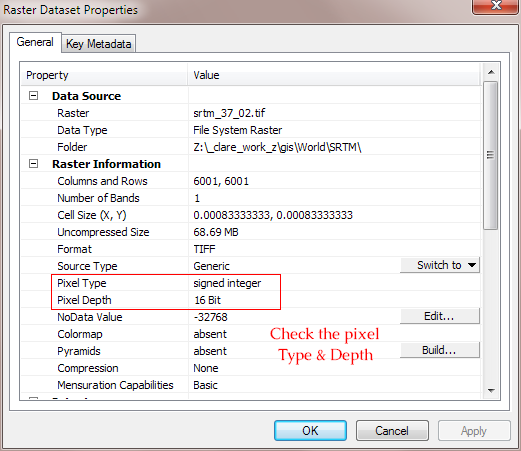 Raster Dataset Properties
General Key Metadata
Property Value
Data Source
Raster srtm_37_02.tif
Data Type File System Raster
Folder Z:\_clare_work_z\gis\World\SRTM\
Raster Information
Columns and Rows 6001, 6001
Number of Bands 1
Cell Size (X, Y) 0.00083333333, 0.00083333333
Uncompressed Size 68.69 MB
Format TIFF
Source Type Generic Switch to
Pixel Type signed integer
Pixel Depth 16 Bit
NoData Value -32768 Edit...
Colormap absent
Pyramids absent Build...
Compression None
Mensuration Capabilities Basic
Check the pixel
Type & Depth
OK Cancel Apply